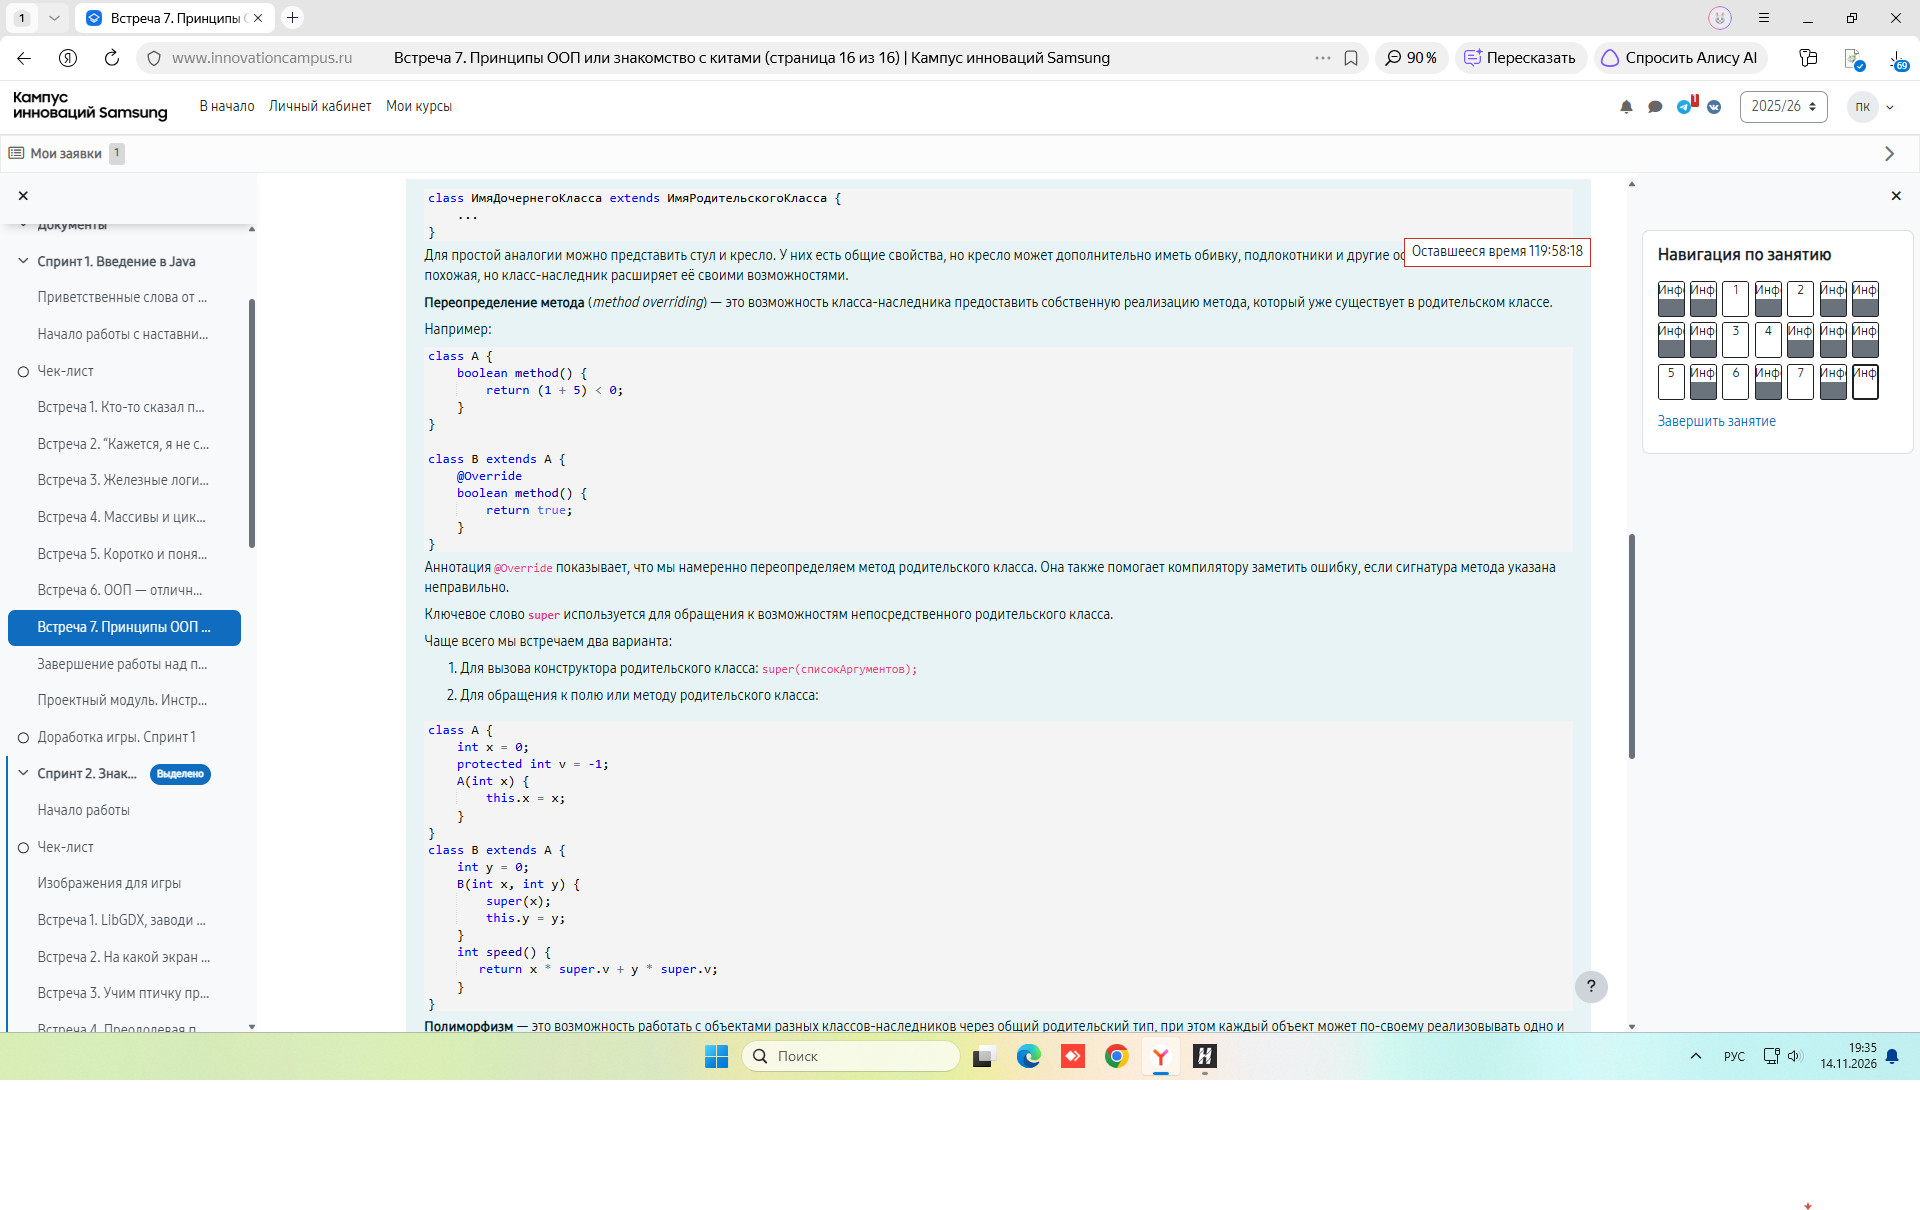 1
Встреча 7. Принципы
www.innovationcampus.ru
Встреча 7. Принципы ООП или знакомство с китами (страница 16 из 16) | Кампус инноваций Samsung
90 %
Пересказать
Спросить Алису AI
69
Кампус
инноваций Samsung
В начало
Личный кабинет
Мои курсы
1
2025/26
ПК
Мои заявки
1
Документы
Спринт 1. Введение в Java
Приветственные слова от ...
Начало работы с наставни...
Чек-лист
Встреча 1. Кто-то сказал п...
Встреча 2. “Кажется, я не с...
Встреча 3. Железные логи...
Встреча 4. Массивы и цик...
Встреча 5. Коротко и поня...
Встреча 6. ООП — отличн...
Встреча 7. Принципы ООП ...
Завершение работы над п...
Проектный модуль. Инстр...
Доработка игры. Спринт 1
Спринт 2. Знак...
Выделено
Начало работы
Чек-лист
Изображения для игры
Встреча 1. LibGDX, заводи ...
Встреча 2. На какой экран ...
Встреча 3. Учим птичку пр...
Встреча 4. Преодолевая п...
class ИмяДочернегоКласса extends ИмяРодительскогоКласса {
...
}
Для простой аналогии можно представить стул и кресло. У них есть общие свойства, но кресло может дополнительно иметь обивку, подлокотники и другие
Оставшееся время 119:58:18
похожая, но класс-наследник расширяет её своими возможностями.
Переопределение метода (method overriding) — это возможность класса-наследника предоставить собственную реализацию метода, который уже существует в родительском классе.
Например:
class A {
boolean method() {
return (1 + 5) < 0;
}
}
class B extends A {
@Override
boolean method() {
return true;
}
}
Аннотация @Override показывает, что мы намеренно переопределяем метод родительского класса. Она также помогает компилятору заметить ошибку, если сигнатура метода указана
неправильно.
Ключевое слово super используется для обращения к возможностям непосредственного родительского класса.
Чаще всего мы встречаем два варианта:
1. Для вызова конструктора родительского класса: super(списокАргументов);
2. Для обращения к полю или методу родительского класса:
class A {
int x = 0;
protected int v = -1;
A(int x) {
this.x = x;
}
}
class B extends A {
int y = 0;
B(int x, int y) {
super(x);
this.y = y;
}
int speed() {
return x * super.v + y * super.v;
}
}
Полиморфизм — это возможность работать с объектами разных классов-наследников через общий родительский тип, при этом каждый объект может по-своему реализовывать одно и
?
Навигация по занятию
Инф Инф 1 Инф 2 Инф Инф
Инф Инф 3 4 Инф Инф Инф
5 Инф 6 Инф 7 Инф Инф
Завершить занятие
Поиск
РУС
19:35
14.11.2026